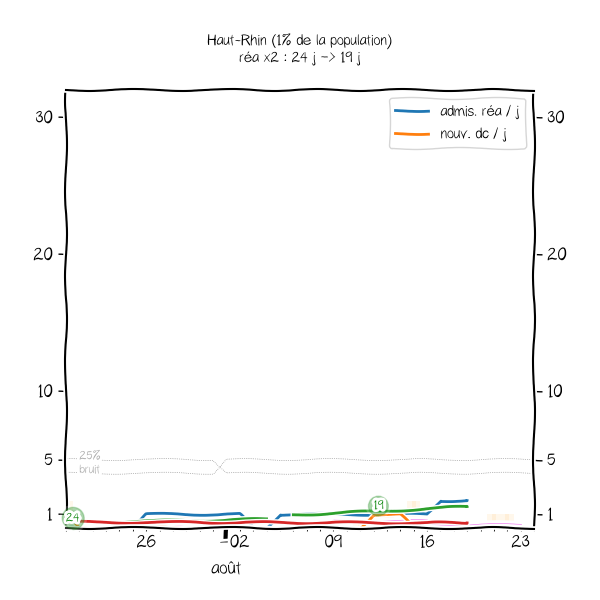 Haut-Rhin (1% de la population)
réa x2 : 24 j -> 19 j
admis. réa / j
nouv. dc / j
30 30
20 20
10 10
25%
5 5
bruit
24 19
1 1
26 02 09 16 23
août